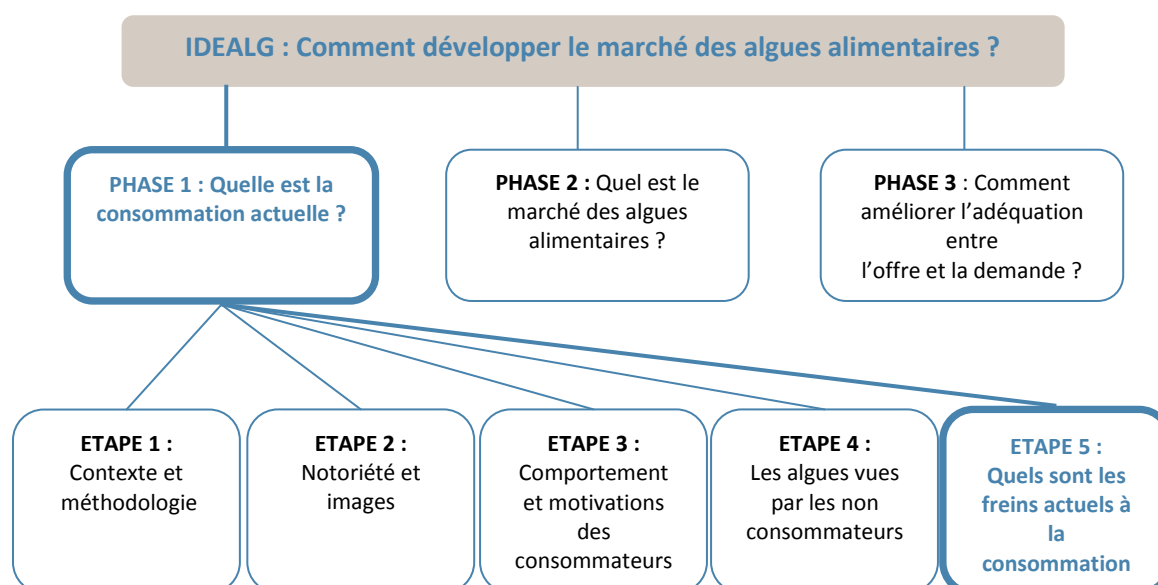 IDEALG : Comment développer le marché des algues alimentaires ?
PHASE 1 : Quelle est la
consommation actuelle ?
PHASE 2 : Quel est le
marché des algues
alimentaires ?
PHASE 3 : Comment
améliorer l’adéquation
entre
l’offre et la demande ?
ETAPE 1 :
Contexte et
méthodologie
ETAPE 2 :
Notoriété et
images
ETAPE 3 :
Comportement
et motivations
des
consommateurs
ETAPE 4 :
Les algues vues
par les non
consommateurs
ETAPE 5 :
Quels sont les
freins actuels à
la
consommation